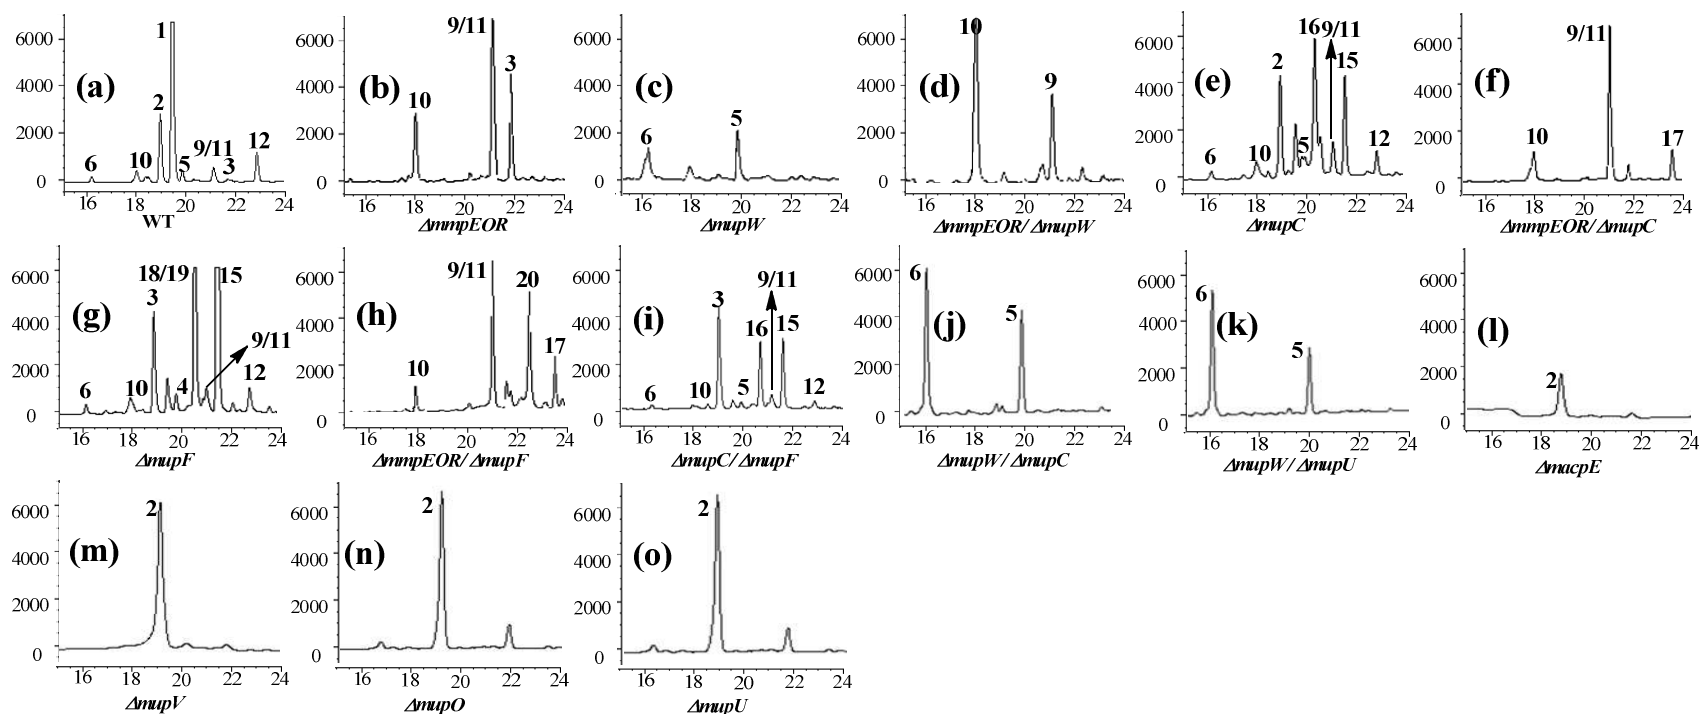 6000 4000 2000 0
(a) 6 10 2 1 5 9/11 3 12
16 18 20 22 24
WT
6000 4000 2000 0
(b) 10 9/11 3
16 18 20 22 24
ΔmmpEOR
6000 4000 2000 0
(c) 6 5
16 18 20 22 24
ΔmupW
6000 4000 2000 0
(d) 10 9
16 18 20 22 24
ΔmmpEOR/ΔmupW
6000 4000 2000 0
(e) 6 10 2 5 16 9/11 15 12
16 18 20 22 24
ΔmupC
6000 4000 2000 0
(f) 10 9/11 17
16 18 20 22 24
ΔmmpEOR/ΔmupC
6000 4000 2000 0
(g) 6 10 3 4 18/19 15 9/11 12
16 18 20 22 24
ΔmupF
6000 4000 2000 0
(h) 10 9/11 20 17
16 18 20 22 24
ΔmmpEOR/ΔmupF
6000 4000 2000 0
(i) 6 10 3 5 16 9/11 15 12
16 18 20 22 24
ΔmupC/ΔmupF
6000 4000 2000 0
6 (j) 5
16 18 20 22 24
ΔmupW/ΔmupC
6000 4000 2000 0
6 (k) 5
16 18 20 22 24
ΔmupW/ΔmupU
6000 4000 2000 0
(l) 2
16 18 20 22 24
ΔmacpE
6000 4000 2000 0
(m) 2
16 18 20 22 24
ΔmupV
6000 4000 2000 0
(n) 2
16 18 20 22 24
ΔmupO
6000 4000 2000 0
(o) 2
16 18 20 22 24
ΔmupU